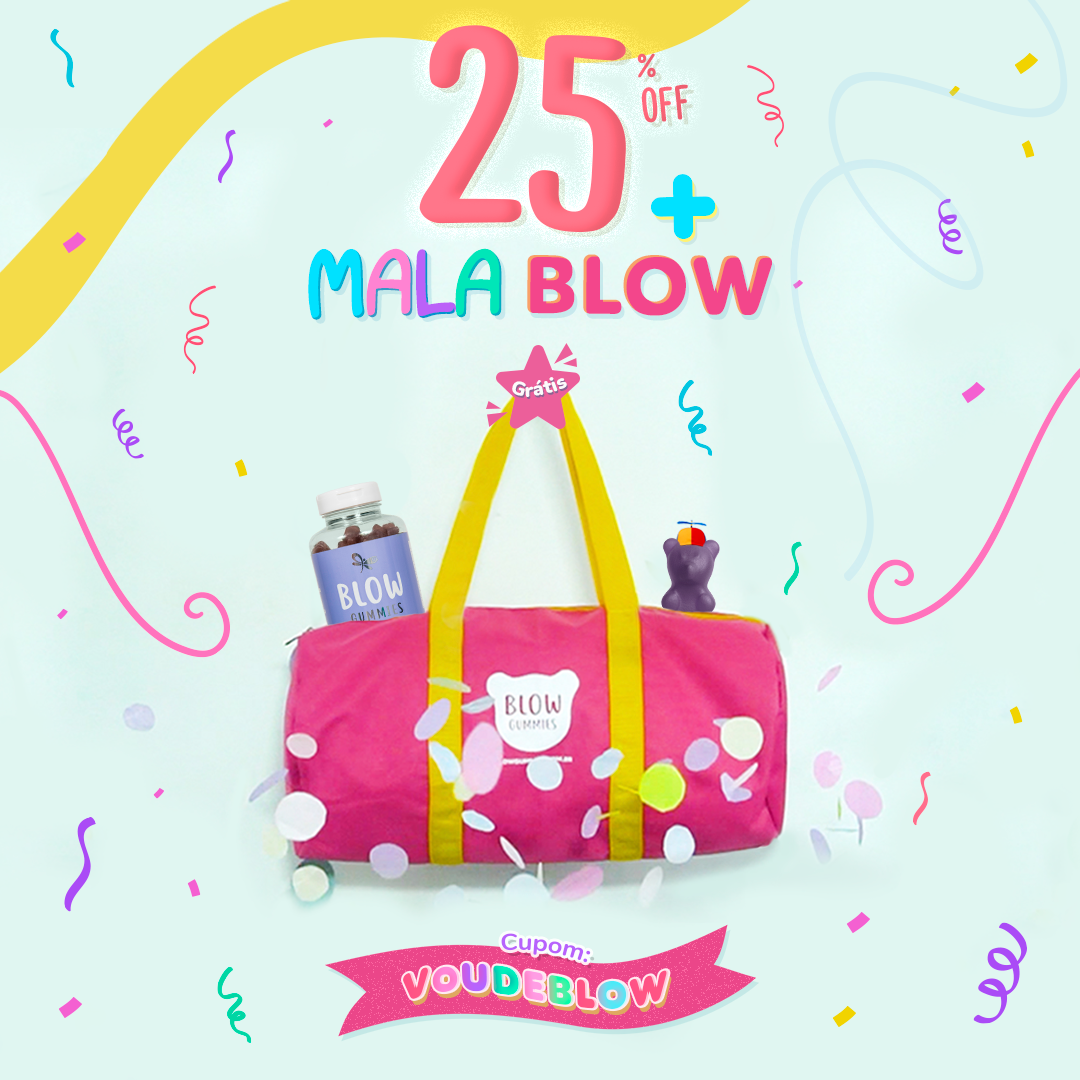 25
%
OFF
+
MALA BLOW
Grátis
BLOW
GUMMIES
BLOW
GUMMIES
Cupom:
VOUDEBLOW